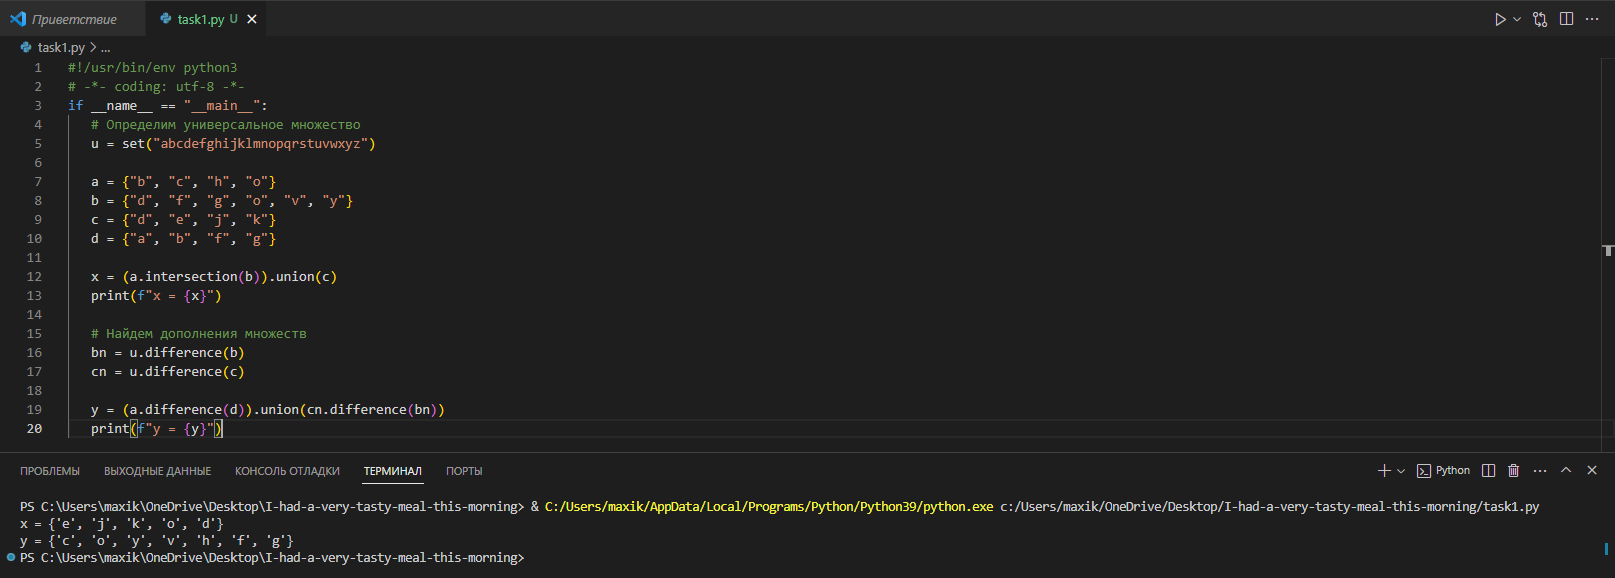 Приветствие task1.py U
task1.py > ...
1 #!/usr/bin/env python3
2 # -*- coding: utf-8 -*-
3 if __name__ == "__main__":
4 # Определим универсальное множество
5 u = set("abcdefghijklmnopqrstuvwxyz")
6
7 a = {"b", "c", "h", "o"}
8 b = {"d", "f", "g", "o", "v", "y"}
9 c = {"d", "e", "j", "k"}
10 d = {"a", "b", "f", "g"}
11
12 x = (a.intersection(b)).union(c)
13 print(f"x = {x}")
14
15 # Найдем дополнения множеств
16 bn = u.difference(b)
17 cn = u.difference(c)
18
19 y = (a.difference(d)).union(cn.difference(bn))
20 print(f"y = {y}")
ПРОБЛЕМЫ ВЫХОДНЫЕ ДАННЫЕ КОНСОЛЬ ОТЛАДКИ ТЕРМИНАЛ ПОРТЫ Python
PS C:\Users\maxik\OneDrive\Desktop\I-had-a-very-tasty-meal-this-morning> & C:/Users/maxik/AppData/Local/Programs/Python/Python39/python.exe c:/Users/maxik/OneDrive/Desktop/I-had-a-very-tasty-meal-this-morning/task1.py
x = {'e', 'j', 'k', 'o', 'd'}
y = {'c', 'o', 'y', 'v', 'h', 'f', 'g'}
PS C:\Users\maxik\OneDrive\Desktop\I-had-a-very-tasty-meal-this-morning>